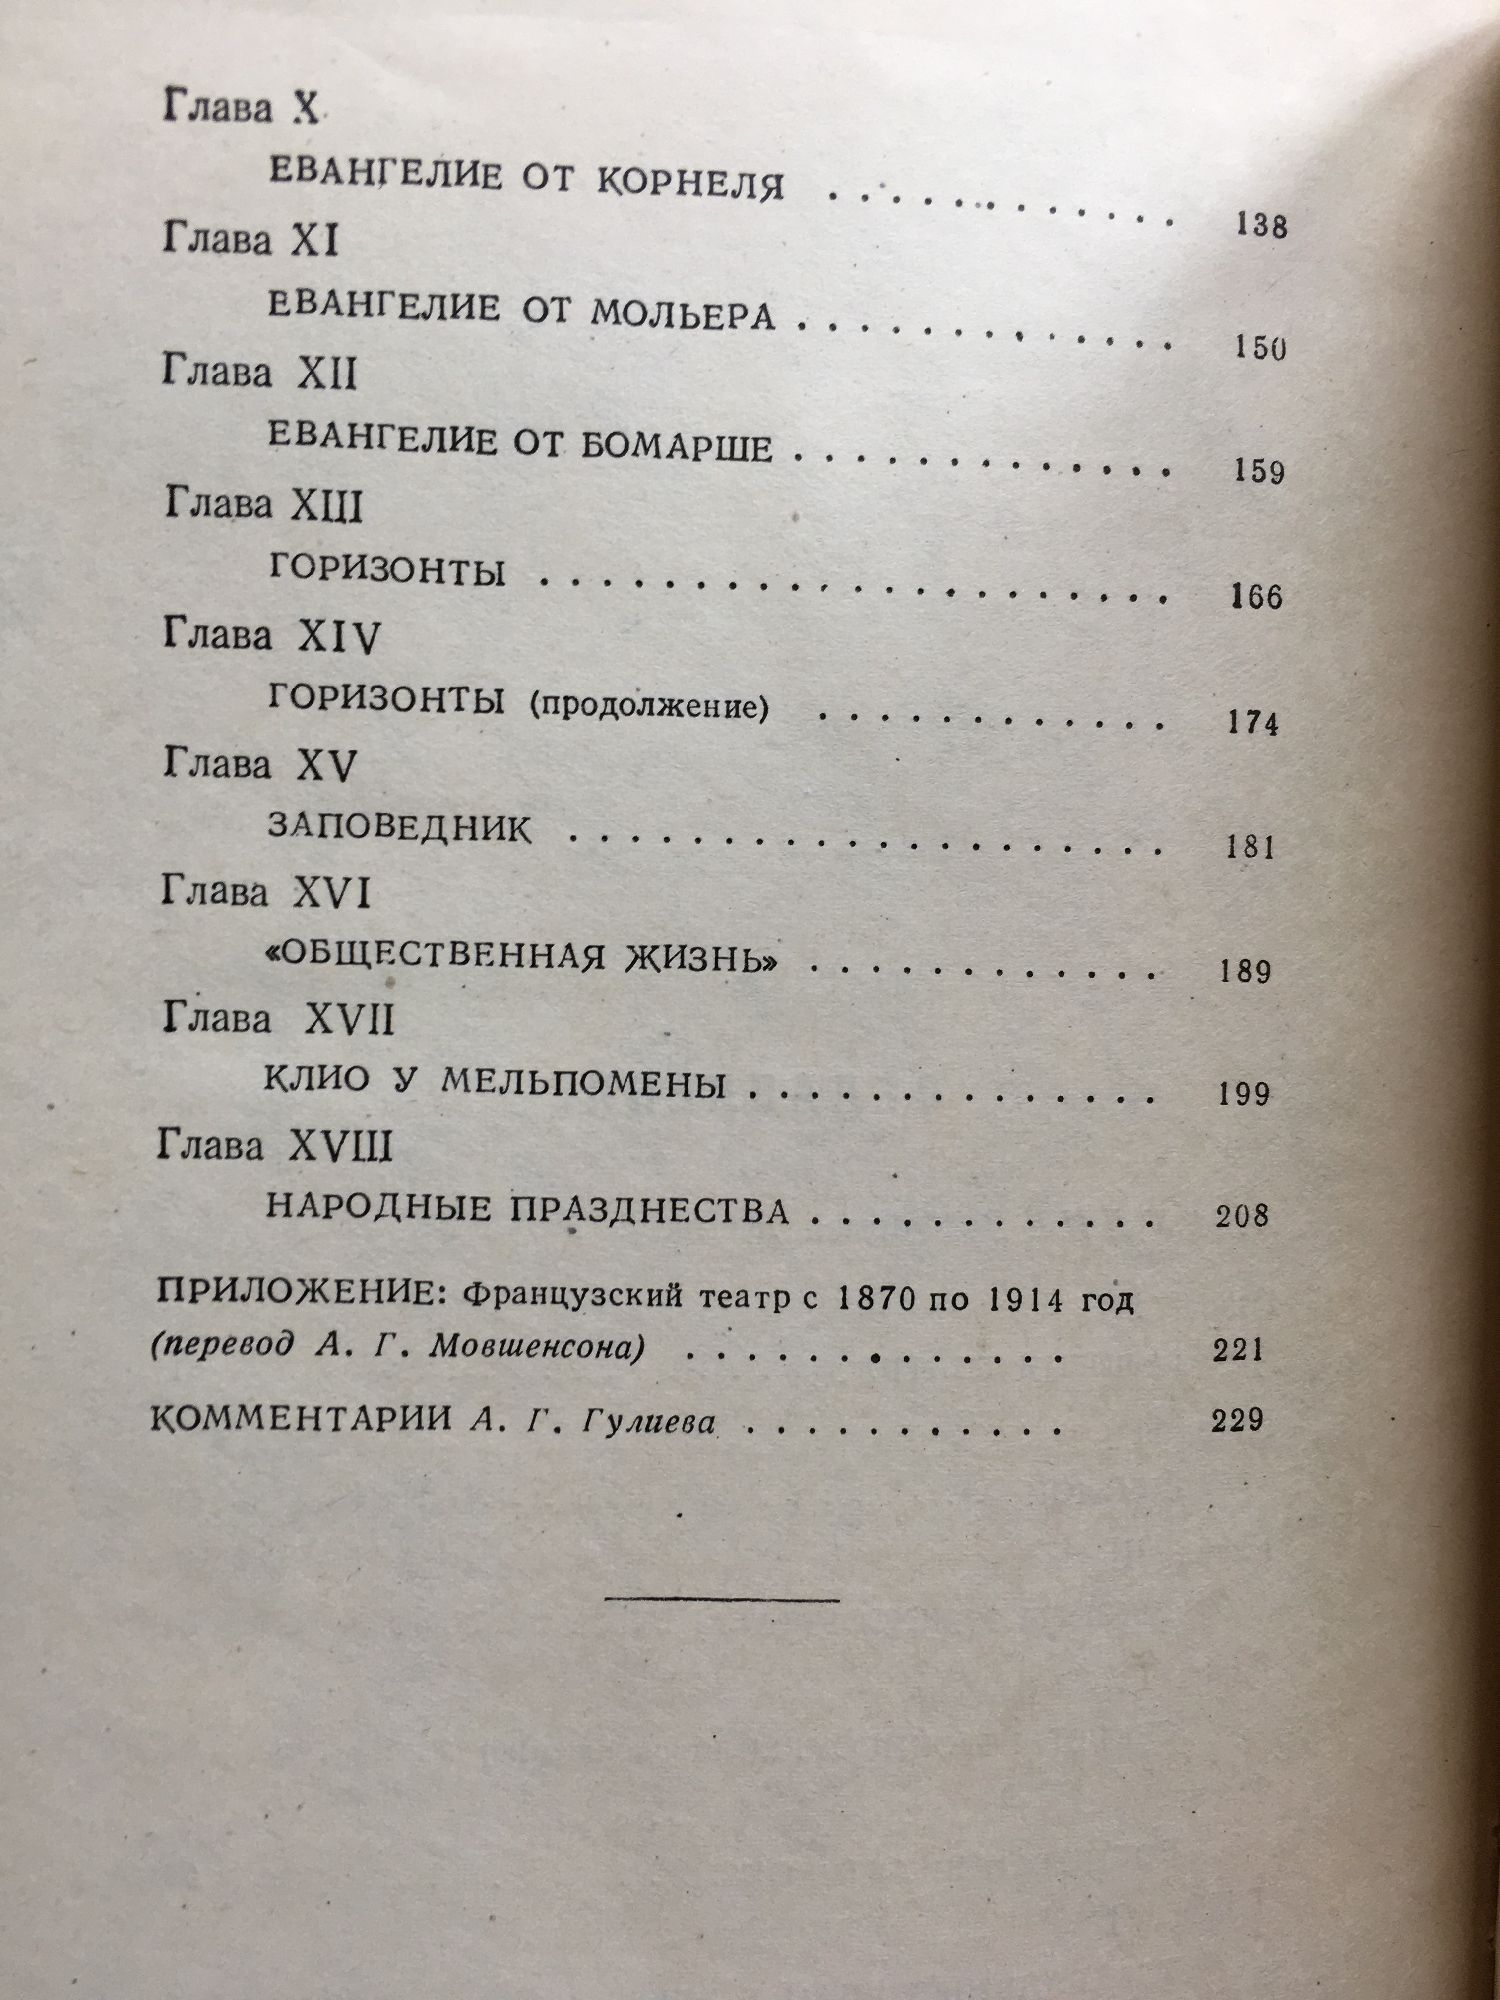 Глава X
ЕВАНГЕЛИЕ ОТ КОРНЕЛЯ . . . . . . . . . . . . 138
Глава XI
ЕВАНГЕЛИЕ ОТ МОЛЬЕРА . . . . . . . . . . . . . 150
Глава XII
ЕВАНГЕЛИЕ ОТ БОМАРШЕ . . . . . . . . . . . . . 159
Глава XIII
ГОРИЗОНТЫ . . . . . . . . . . . . . . . . . . . . . 166
Глава XIV
ГОРИЗОНТЫ (продолжение) . . . . . . . . . . . . 174
Глава XV
ЗАПОВЕДНИК . . . . . . . . . . . . . . . . . . . . 181
Глава XVI
«ОБЩЕСТВЕННАЯ ЖИЗНЬ» . . . . . . . . . . . . 189
Глава XVII
КЛИО У МЕЛЬПОМЕНЫ . . . . . . . . . . . . . . 199
Глава XVIII
НАРОДНЫЕ ПРАЗДНЕСТВА . . . . . . . . . . . . 208
ПРИЛОЖЕНИЕ: Французский театр с 1870 по 1914 год
(перевод А. Г. Мовшенсона) . . . . . . . . . . . . . 221
КОММЕНТАРИИ А. Г. Гулиева . . . . . . . . . . . 229